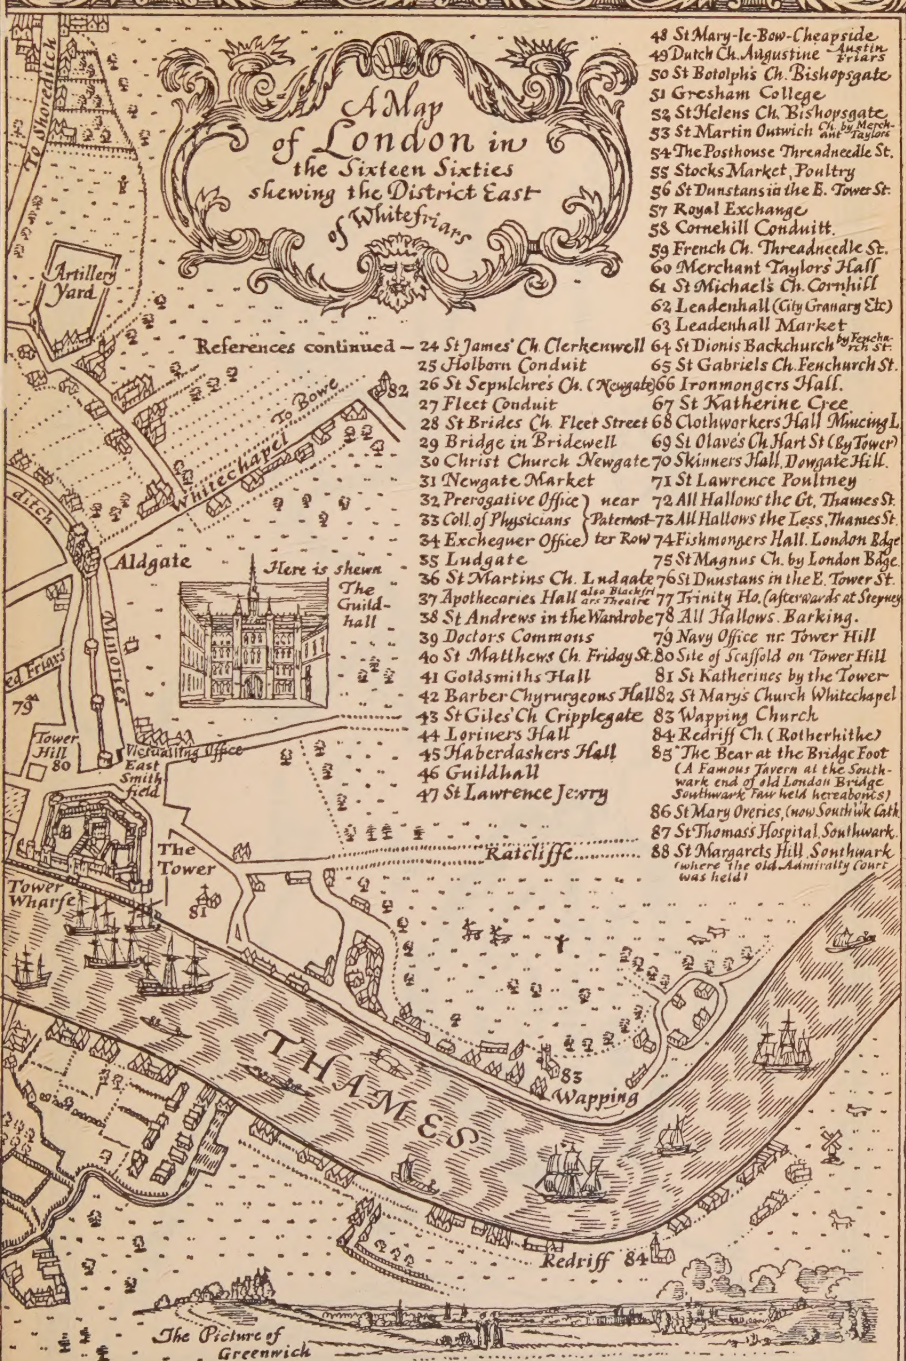 A Map
of London in
the Sixteen Sixties
shewing the District East
of Whitefriars
To Shoreditch
Artillery
Yard
References continued —
24 St James' Ch. Clerkenwell
25 Holborn Conduit
26 St Sepulchre's Ch. (Newgate)
27 Fleet Conduit
28 St Brides Ch. Fleet Street
29 Bridge in Bridewell
30 Christ Church Newgate
31 Newgate Market
32 Prerogative Office
33 Coll. of Physicians
34 Exchequer Office
near
Paternost-
ter Row
35 Ludgate
36 St Martins Ch. Ludgate
37 Apothecaries Hall also Blackfri
ars Theatre
38 St Andrews in the Wardrobe
39 Doctors Commons
40 St Matthews Ch. Friday St.
41 Goldsmiths Hall
42 Barber Chyrurgeons Hall
43 St Giles' Ch Cripplegate
44 Loriners Hall
45 Haberdashers Hall
46 Guildhall
47 St Lawrence Jewry
48 St Mary-le-Bow-Cheapside
49 Dutch Ch. Augustine Austin
Friars
50 St Botolph's Ch. Bishopsgate
51 Gresham College
52 St Helens Ch. Bishopsgate
53 St Martin Outwich Ch. by Merch-
ant Taylors
54 The Posthouse Threadneedle St.
55 Stocks Market, Poultry
56 St Dunstans in the E. Tower St.
57 Royal Exchange
58 Cornehill Conduitt.
59 French Ch. Threadneedle St.
60 Merchant Taylors' Hall
61 St Michael's Ch. Cornhill
62 Leadenhall (City Granary Etc)
63 Leadenhall Market
64 St Dionis Backchurch by Fencha-
rch St.
65 St Gabriels Ch. Fenchurch St.
66 Ironmongers Hall.
67 St Katherine Cree
68 Clothworkers Hall Mincing L
69 St Olave's Ch. Hart St (By Tower)
70 Skinners Hall, Dowgate Hill.
71 St Lawrence Poultney
72 All Hallows the Gt, Thames St.
73 All Hallows the Less, Thames St.
74 Fishmongers Hall. London Bdge
75 St Magnus Ch. by London Bdge.
76 St Dunstans in the E. Tower St.
77 Trinity Ho. (afterwards at Stepney
78 All Hallows. Barking.
79 Navy Office nr. Tower Hill
80 Site of Scaffold on Tower Hill
81 St Katherines by the Tower
82 St Mary's Church Whitechapel
83 Wapping Church
84 Redriff Ch (Rotherhithe)
85 "The Bear at the Bridge Foot
(A Famous Tavern at the South-
wark end of old London Bridge
Southwark Fair held hereabouts)
86 St Mary Overies, (now Southwk Cath
87 St Thomas's Hospital, Southwark.
88 St Margarets Hill, Southwark
(where the old Admiralty Court
was held)
82
To Bowe
Whitechapel
ditch
Aldgate
Here is shewn
The
Guild-
hall
Minories
ed Friars
79
Tower
Hill
80
Victualling Office
East
Smith
field
The
Tower
Tower
Wharfe
81
Ratcliffe
THAMES
83
Wapping
Redriff 84
The Picture of
Greenwich